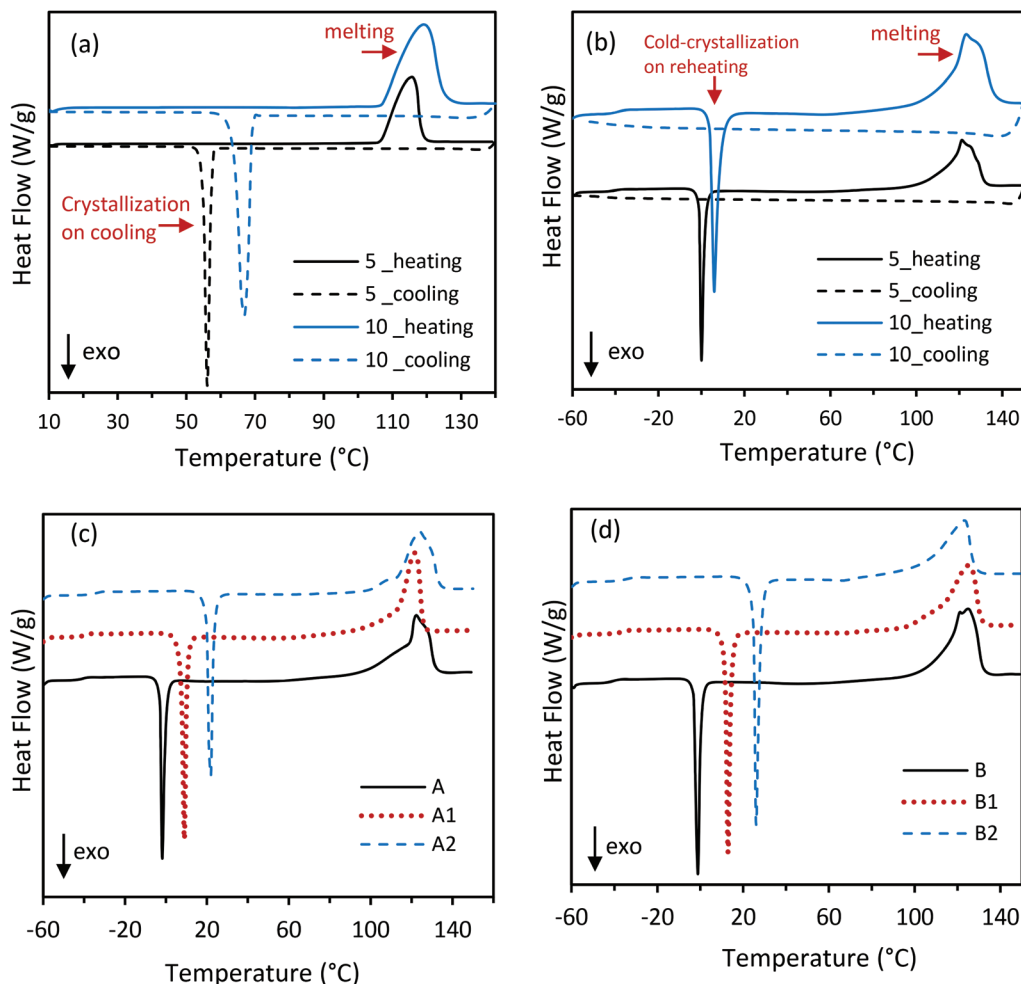 (a)
melting
Crystallization
on cooling
5 _heating
5 _cooling
10 _heating
10 _cooling
exo
Heat Flow (W/g)
10 30 50 70 90 110 130
Temperature (°C)
(b)
Cold-crystallization
on reheating
melting
5_heating
5_cooling
10_heating
10_cooling
exo
Heat Flow (W/g)
-60 -20 20 60 100 140
Temperature (°C)
(c)
A
A1
A2
exo
Heat Flow (W/g)
-60 -20 20 60 100 140
Temperature (°C)
(d)
B
B1
B2
exo
Heat Flow (W/g)
-60 -20 20 60 100 140
Temperature (°C)